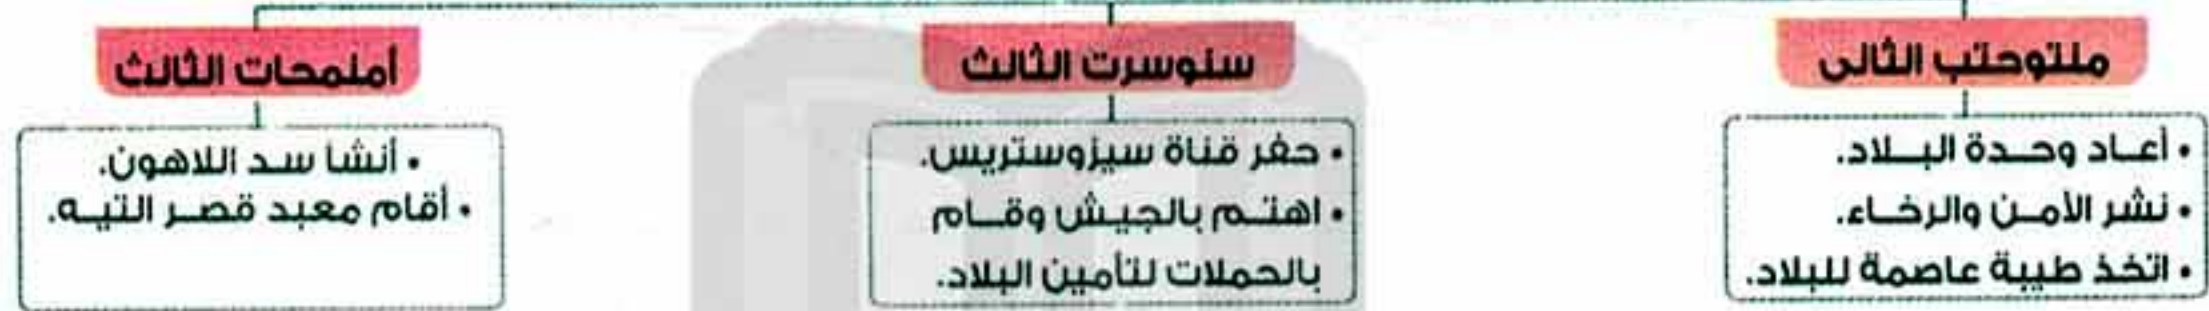 منتوحتب الثانى
• أعاد وحدة البلاد.
• نشر الأمن والرخاء.
• اتخذ طيبة عاصمة للبلاد.
سنوسرت الثالث
• حفر قناة سيزوستريس.
• اهتم بالجيش وقام
بالحملات لتأمين البلاد.
أمنمحات الثالث
• أنشأ سد اللاهون.
• أقام معبد قصر التيه.